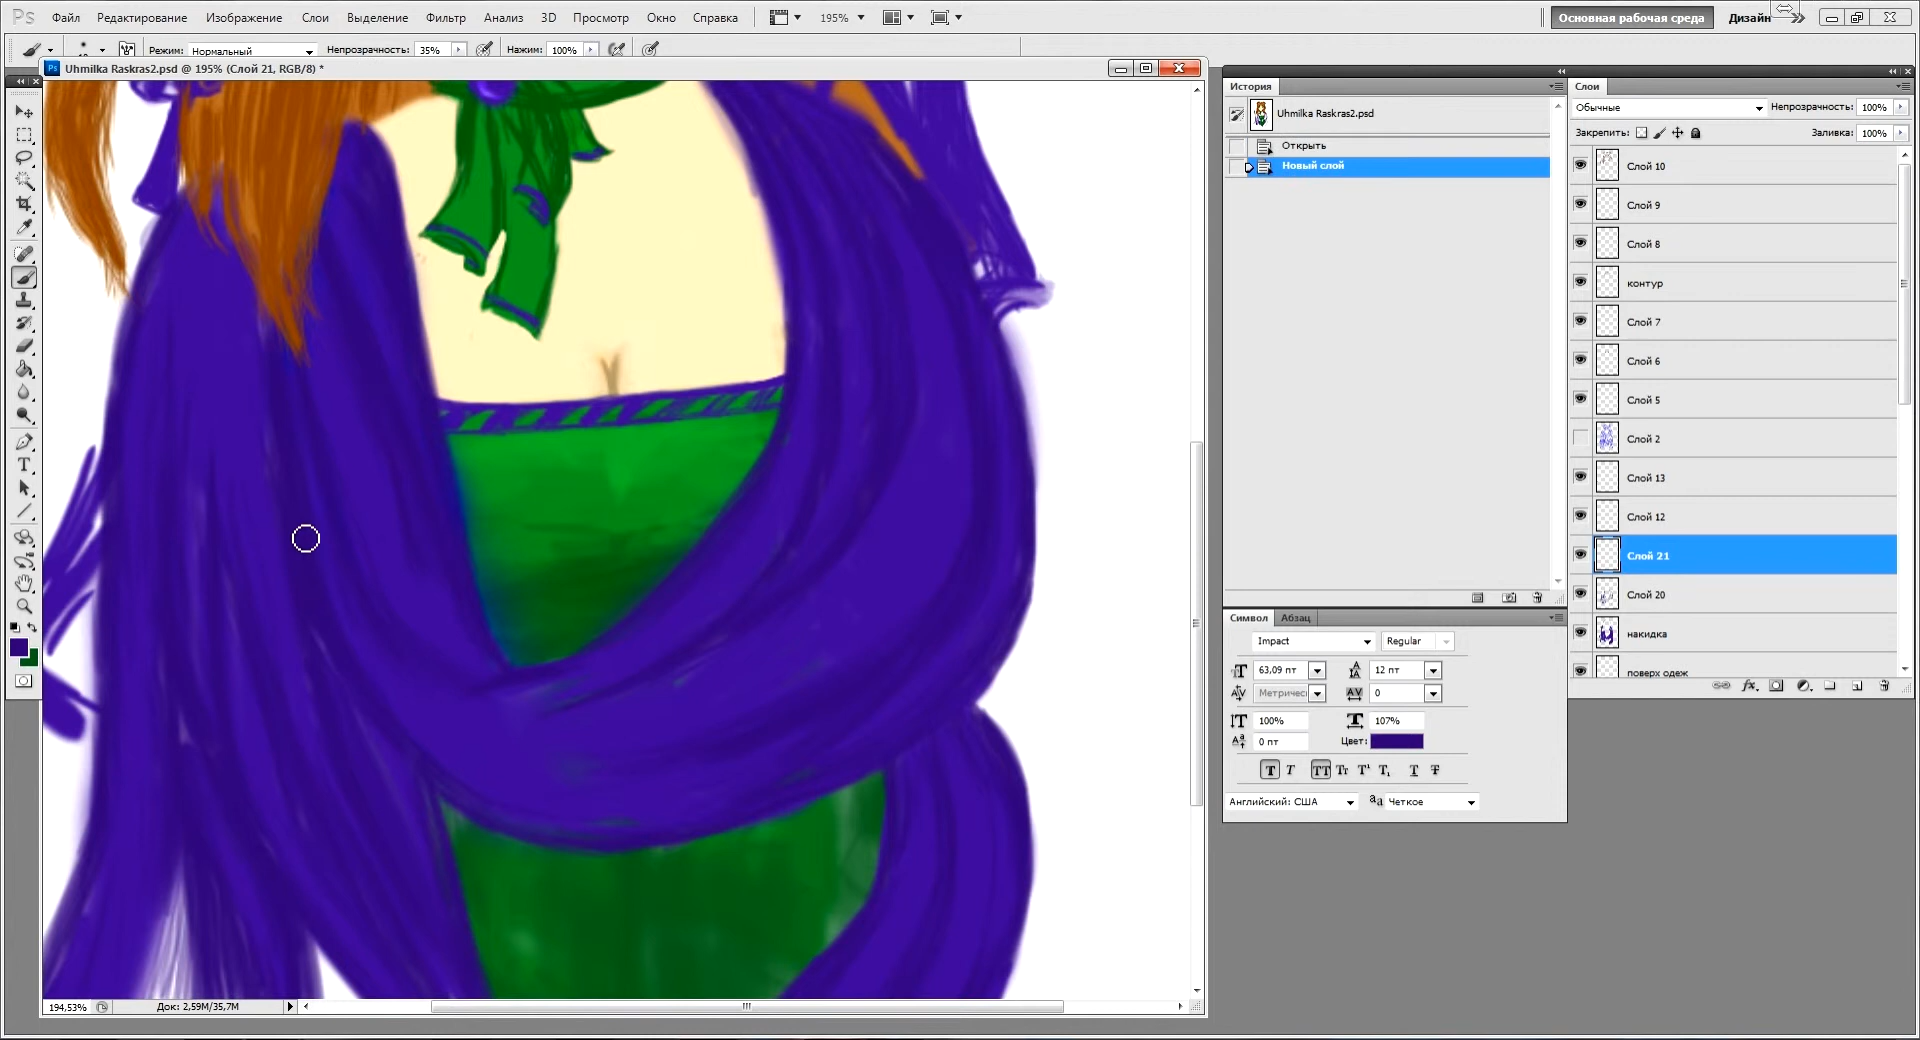 Ps Файл Редактирование Изображение Слои Выделение Фильтр Анализ 3D Просмотр Окно Справка 195% Основная рабочая среда Дизайн
Режим: Нормальный Непрозрачность: 35% Нажим: 100%
Ps Uhmilka Raskras2.psd @ 195% (Слой 21, RGB/8) *
История
Uhmilka Raskras2.psd
Открыть
Новый слой
Символ Абзац
Impact Regular
63,09 пт 12 пт
Метричес 0
100% 107%
0 пт Цвет:
Английский: США аа Четкое
Слои
Обычные Непрозрачность: 100%
Закрепить: Заливка: 100%
Слой 10
Слой 9
Слой 8
контур
Слой 7
Слой 6
Слой 5
Слой 2
Слой 13
Слой 12
Слой 21
Слой 20
накидка
поверх одеж
194,53% Док: 2,59M/35,7M